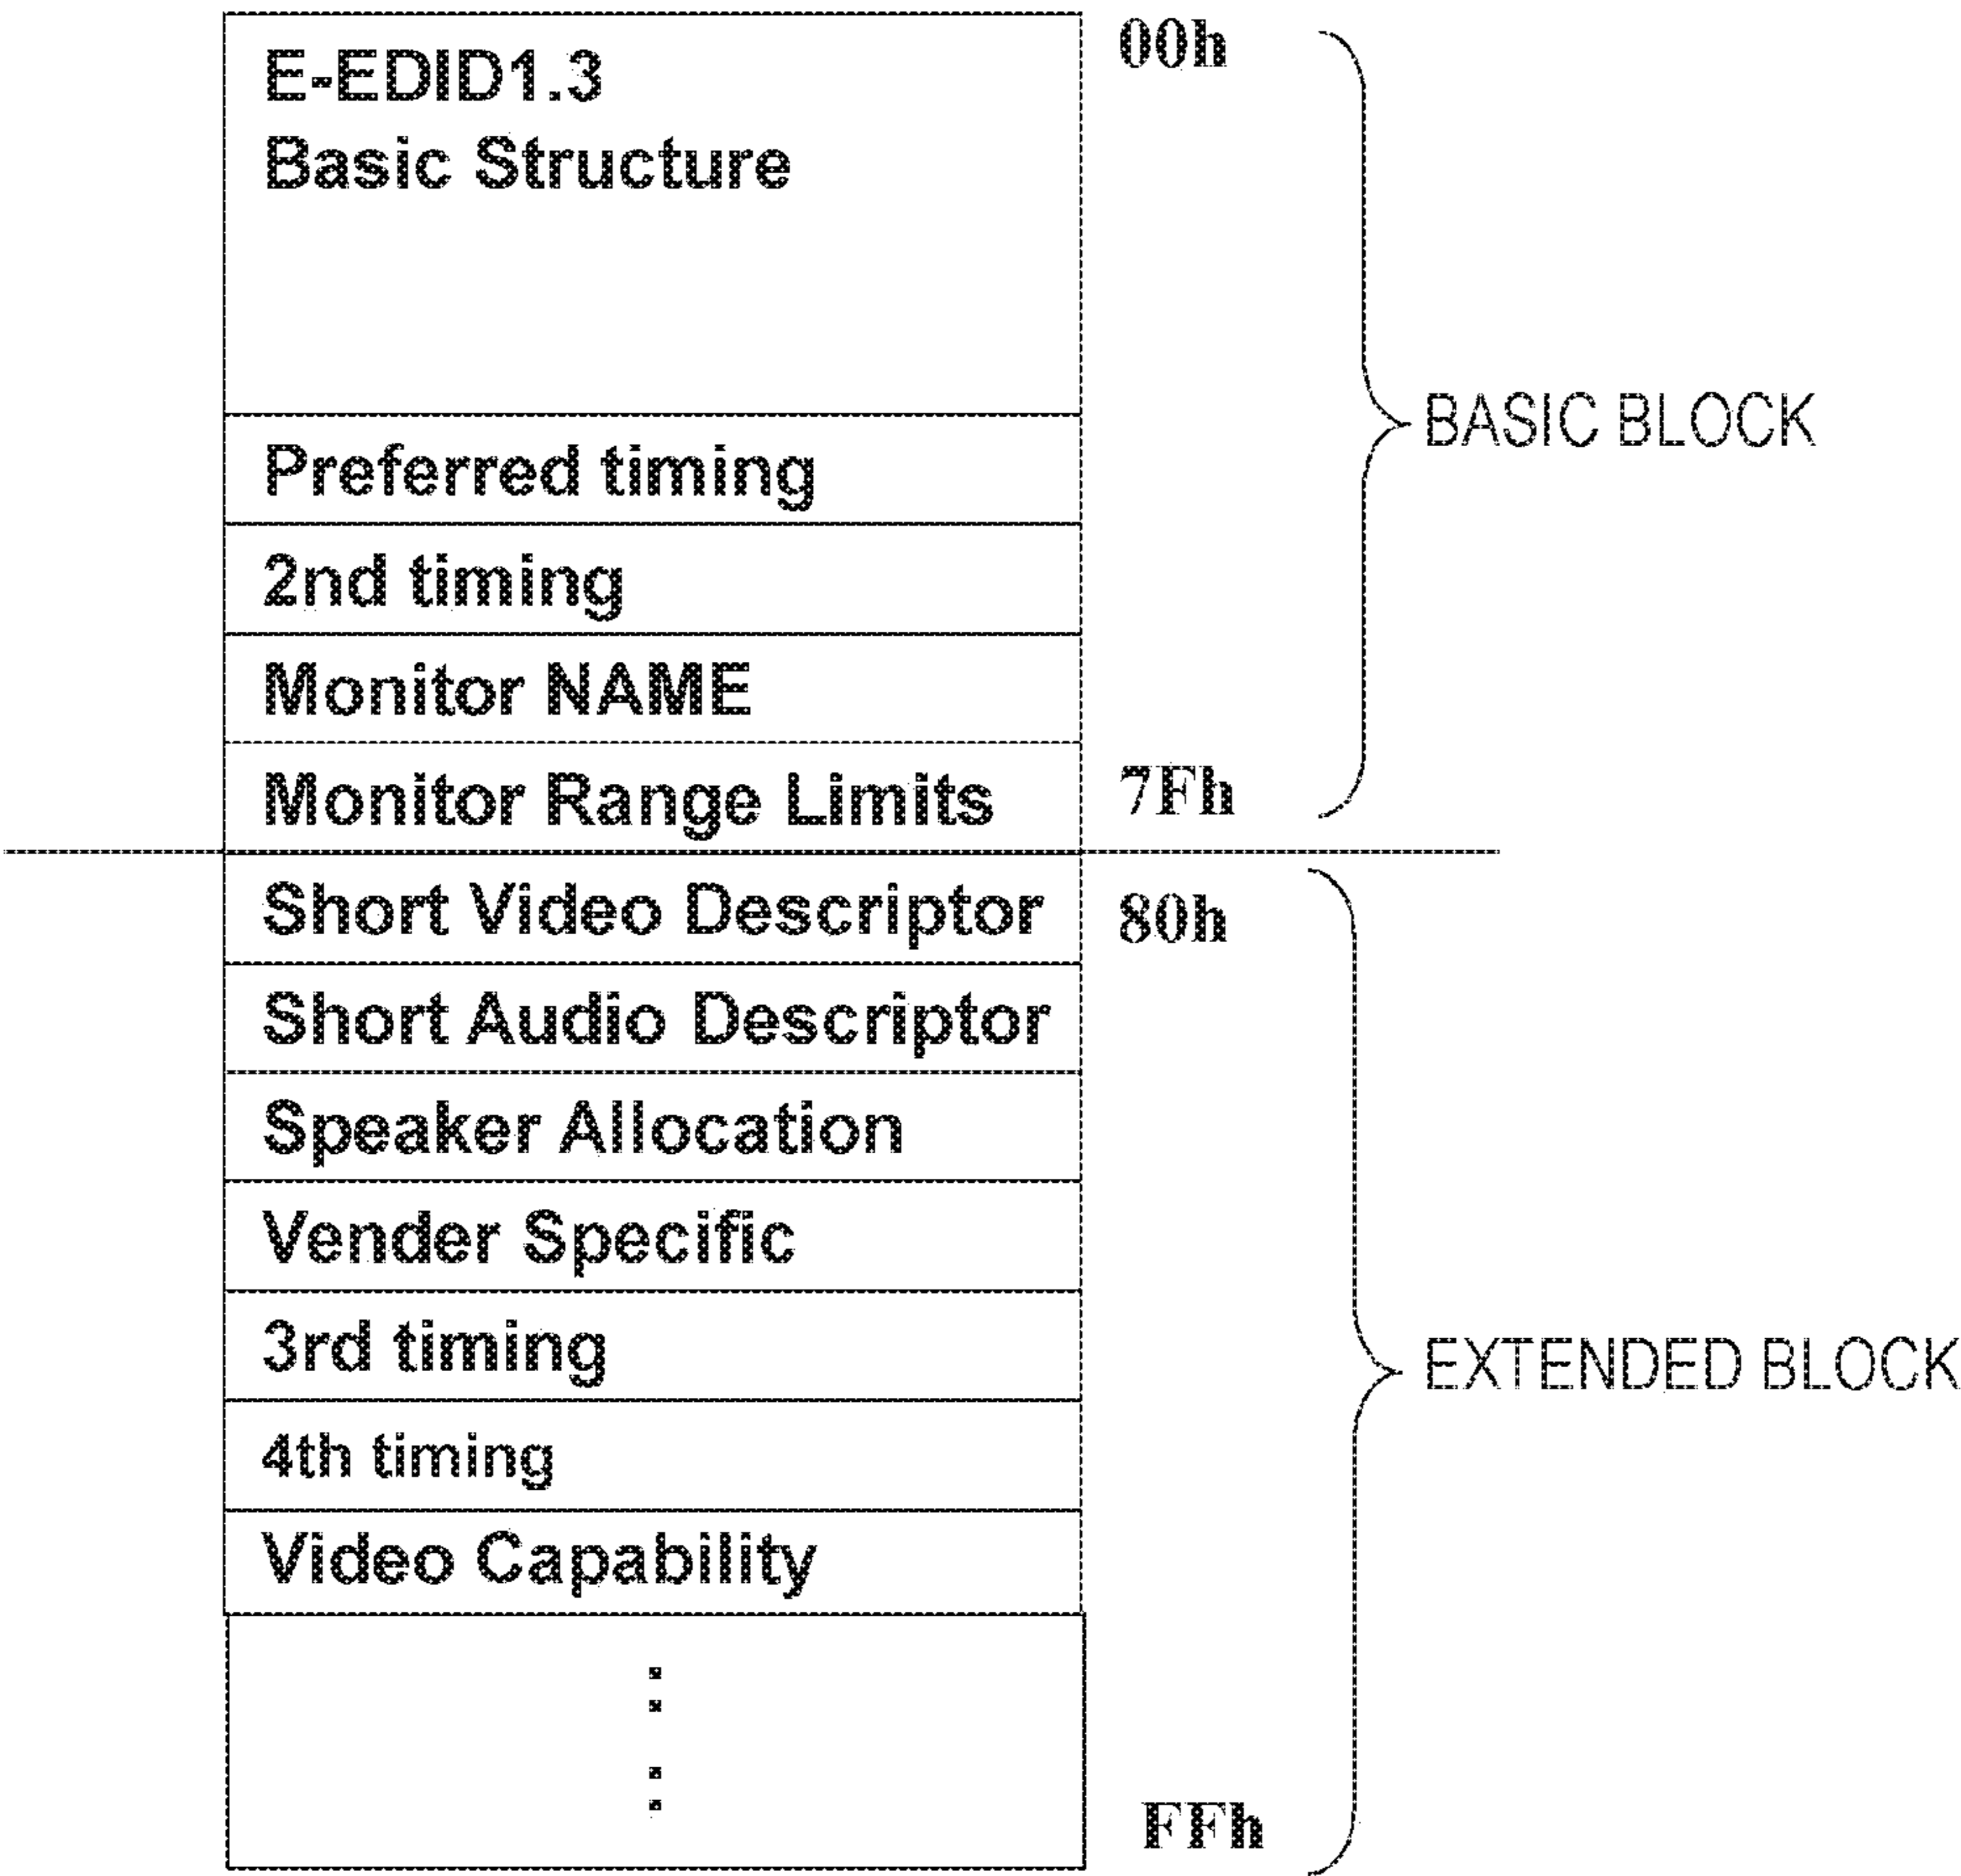 E-EDID1.3
Basic Structure
00h
Preferred timing
BASIC BLOCK
2nd timing
Monitor NAME
Monitor Range Limits
7Fh
Short Video Descriptor
80h
Short Audio Descriptor
Speaker Allocation
Vender Specific
3rd timing
EXTENDED BLOCK
4th timing
Video Capability
FFh